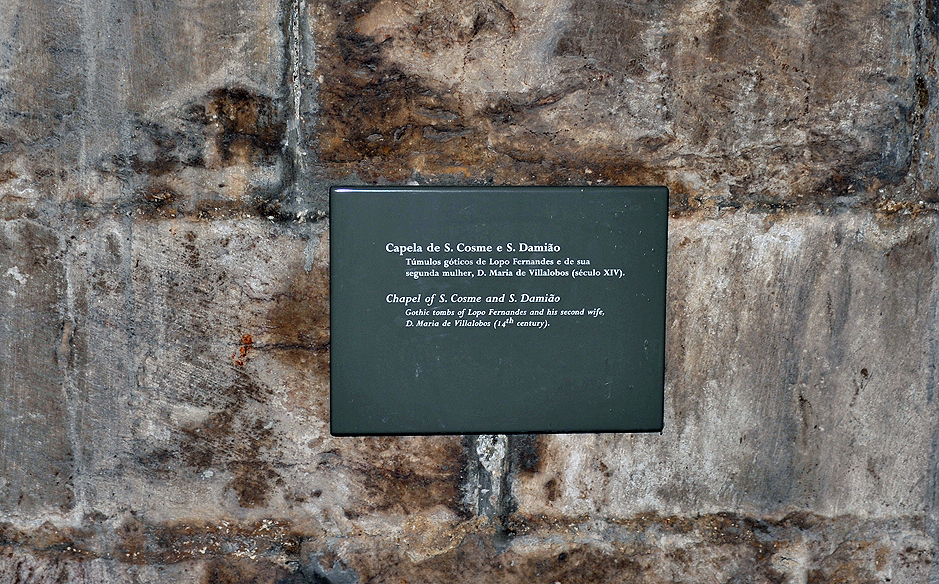 Capela de S. Cosme e S. Damião
Túmulos góticos de Lopo Fernandes e de sua
segunda mulher, D. Maria de Villalobos (século XIV).
Chapel of S. Cosme and S. Damião
Gothic tombs of Lopo Fernandes and his second wife,
D. Maria de Villalobos (14th century).